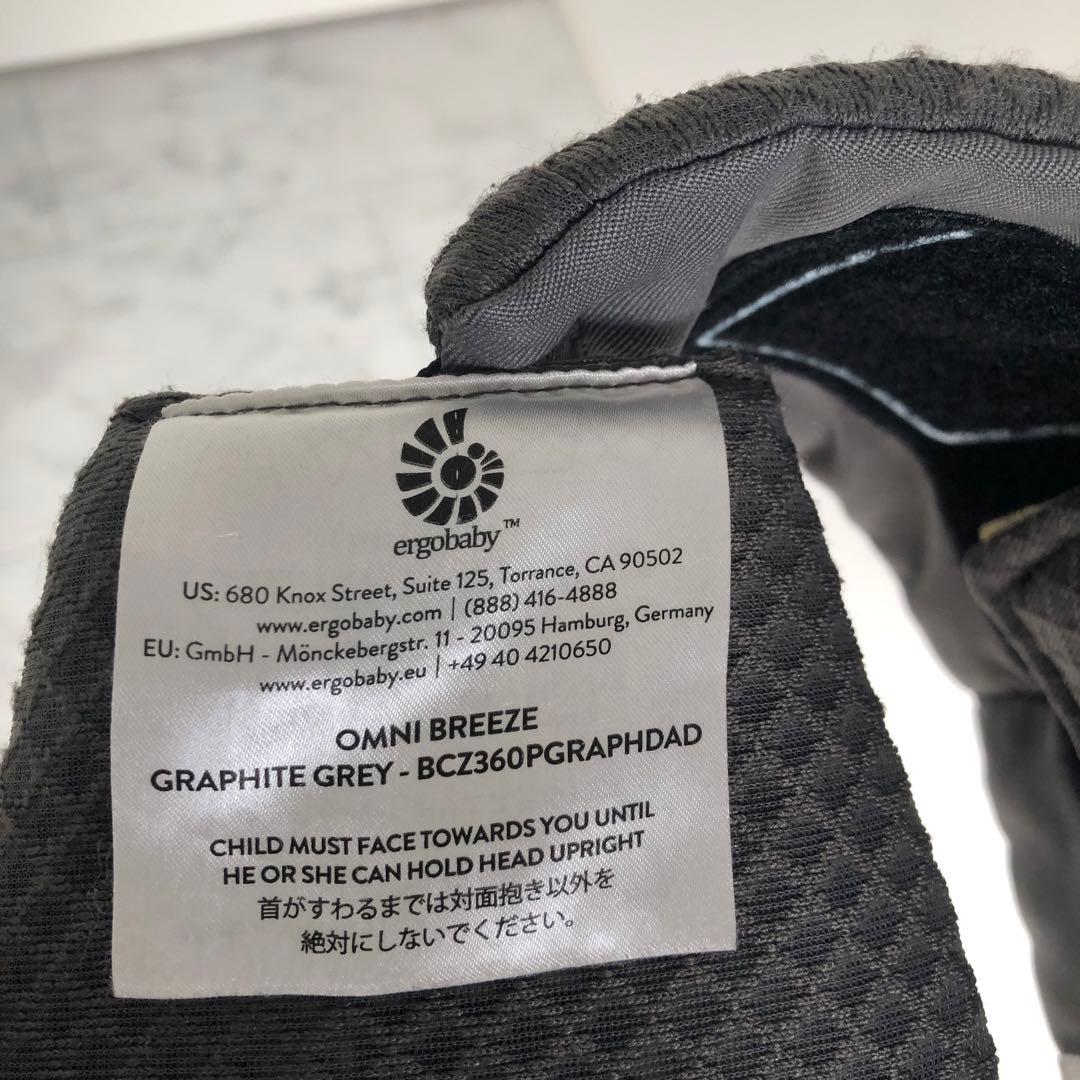 ergobaby™
US: 680 Knox Street, Suite 125, Torrance, CA 90502
www.ergobaby.com | (888) 416-4888
EU: GmbH - Mönckebergstr. 11 - 20095 Hamburg, Germany
www.ergobaby.eu | +49 40 4210650
OMNI BREEZE
GRAPHITE GREY - BCZ360PGRAPHDAD
CHILD MUST FACE TOWARDS YOU UNTIL
HE OR SHE CAN HOLD HEAD UPRIGHT
首がすわるまでは対面抱き以外を
絶対にしないでください。